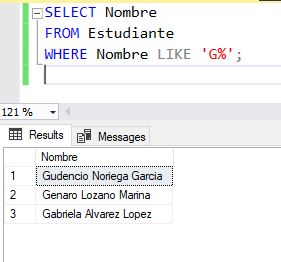 SELECT Nombre
FROM Estudiante
WHERE Nombre LIKE 'G%';
121 %
Results Messages
Nombre
1 Gudencio Noriega Garcia
2 Genaro Lozano Marina
3 Gabriela Alvarez Lopez